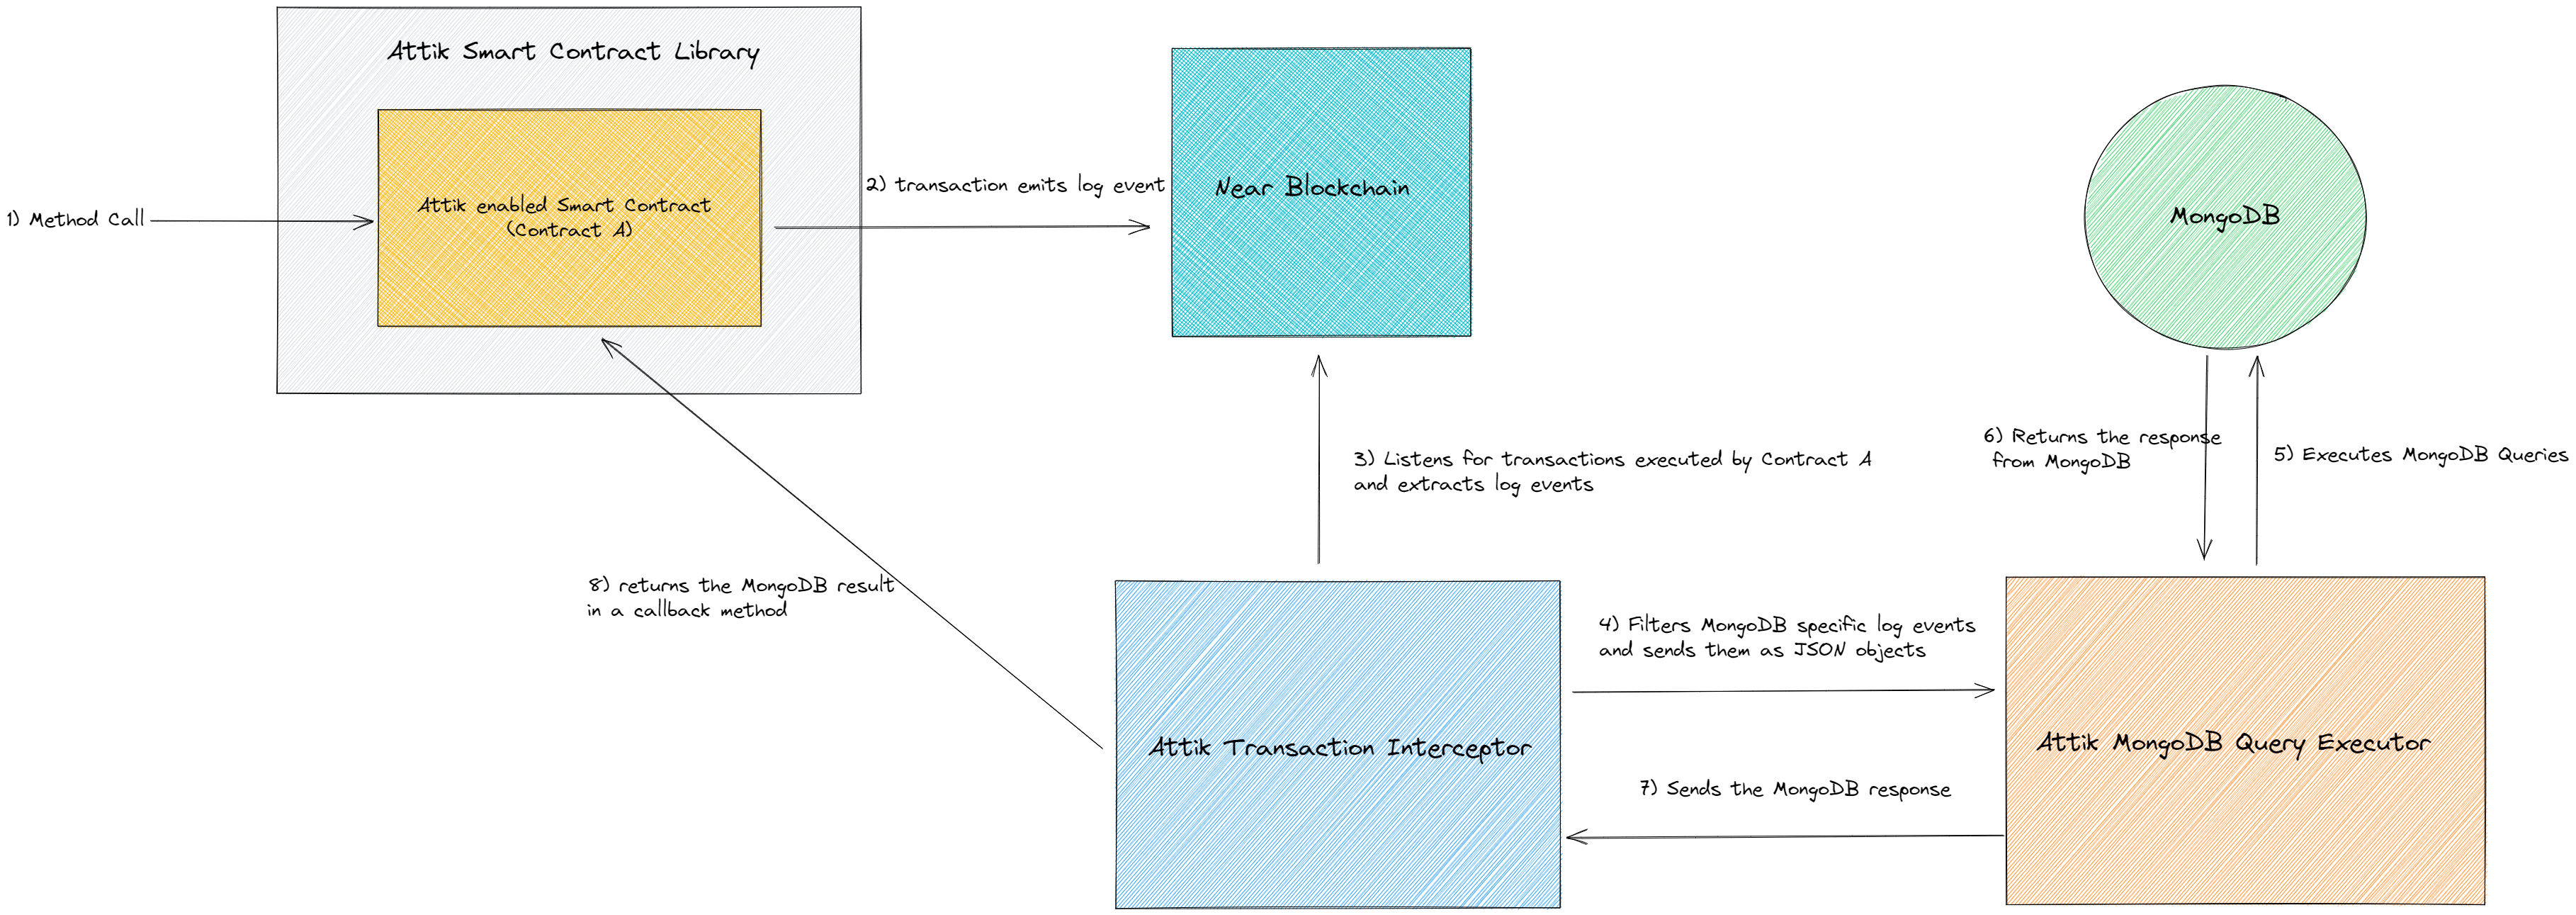 Attik Smart Contract Library
1) Method Call
Attik enabled Smart Contract
(Contract A)
2) transaction emits log event
Near Blockchain
MongoDB
3) Listens for transactions executed by Contract A
and extracts log events
6) Returns the response
from MongoDB
5) Executes MongoDB Queries
8) returns the MongoDB result
in a callback method
4) Filters MongoDB specific log events
and sends them as JSON objects
Attik Transaction Interceptor
Attik MongoDB Query Executor
7) Sends the MongoDB response